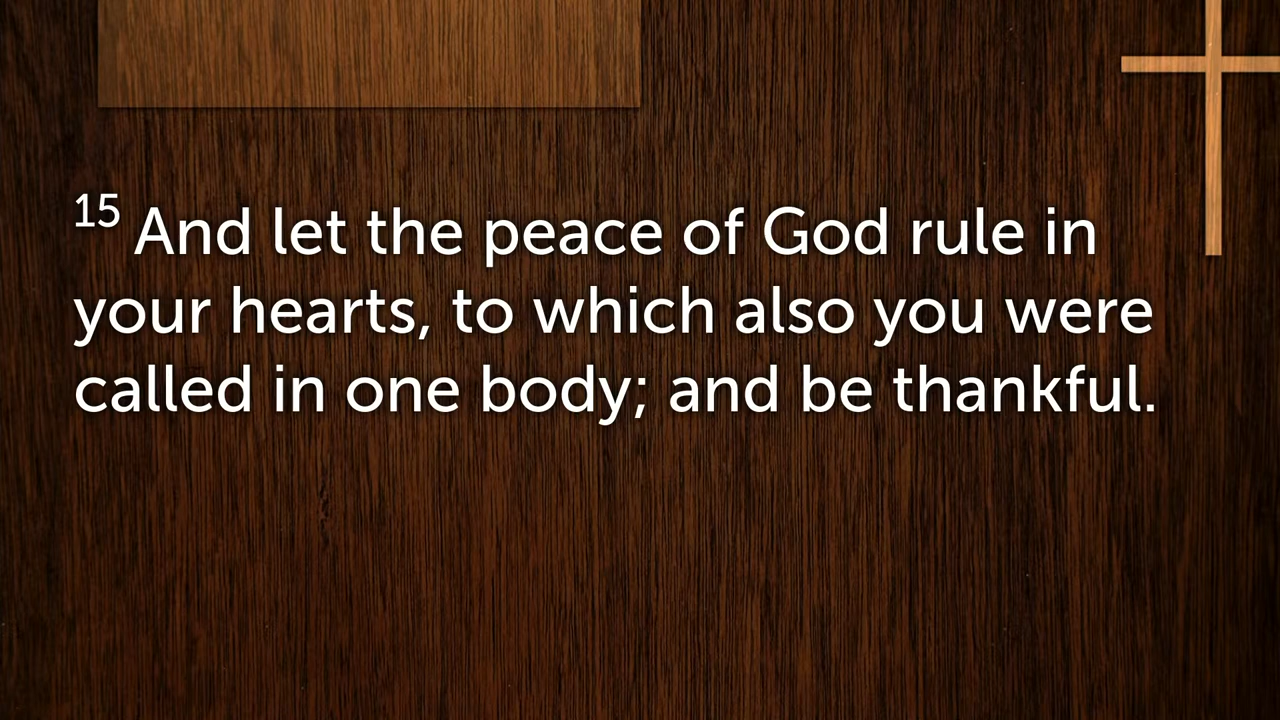 15 And let the peace of God rule in
your hearts, to which also you were
called in one body; and be thankful.